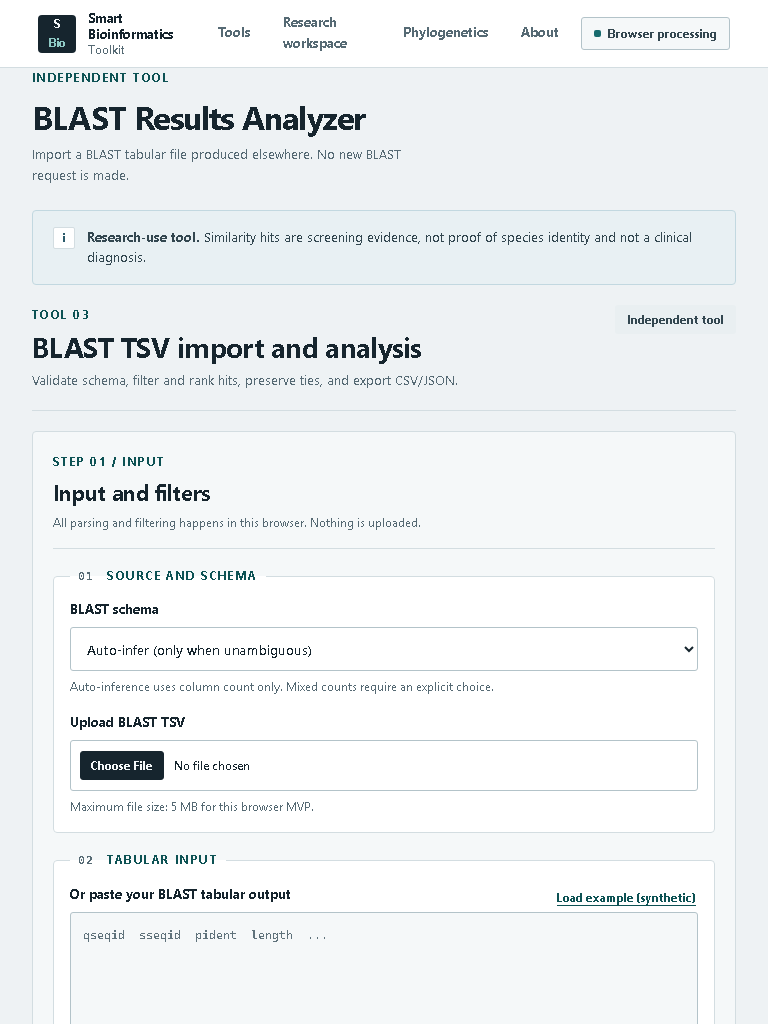 S
Bio
Smart
Bioinformatics
Toolkit
Tools
Research
workspace
Phylogenetics
About
Browser processing
INDEPENDENT TOOL
BLAST Results Analyzer
Import a BLAST tabular file produced elsewhere. No new BLAST
request is made.
i
Research-use tool. Similarity hits are screening evidence, not proof of species identity and not a clinical
diagnosis.
TOOL 03
Independent tool
BLAST TSV import and analysis
Validate schema, filter and rank hits, preserve ties, and export CSV/JSON.
STEP 01 / INPUT
Input and filters
All parsing and filtering happens in this browser. Nothing is uploaded.
01 SOURCE AND SCHEMA
BLAST schema
Auto-infer (only when unambiguous)
Auto-inference uses column count only. Mixed counts require an explicit choice.
Upload BLAST TSV
Choose File No file chosen
Maximum file size: 5 MB for this browser MVP.
02 TABULAR INPUT
Or paste your BLAST tabular output
Load example (synthetic)
qseqid sseqid pident length ...